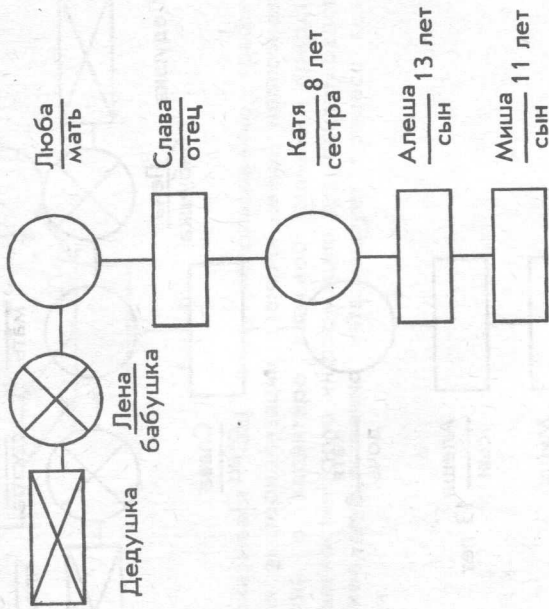 Дедушка
Лена
бабушка
Люба
мать
Слава
отец
Катя 8 лет
сестра
Алеша 13 лет
сын
Миша 11 лет
сын